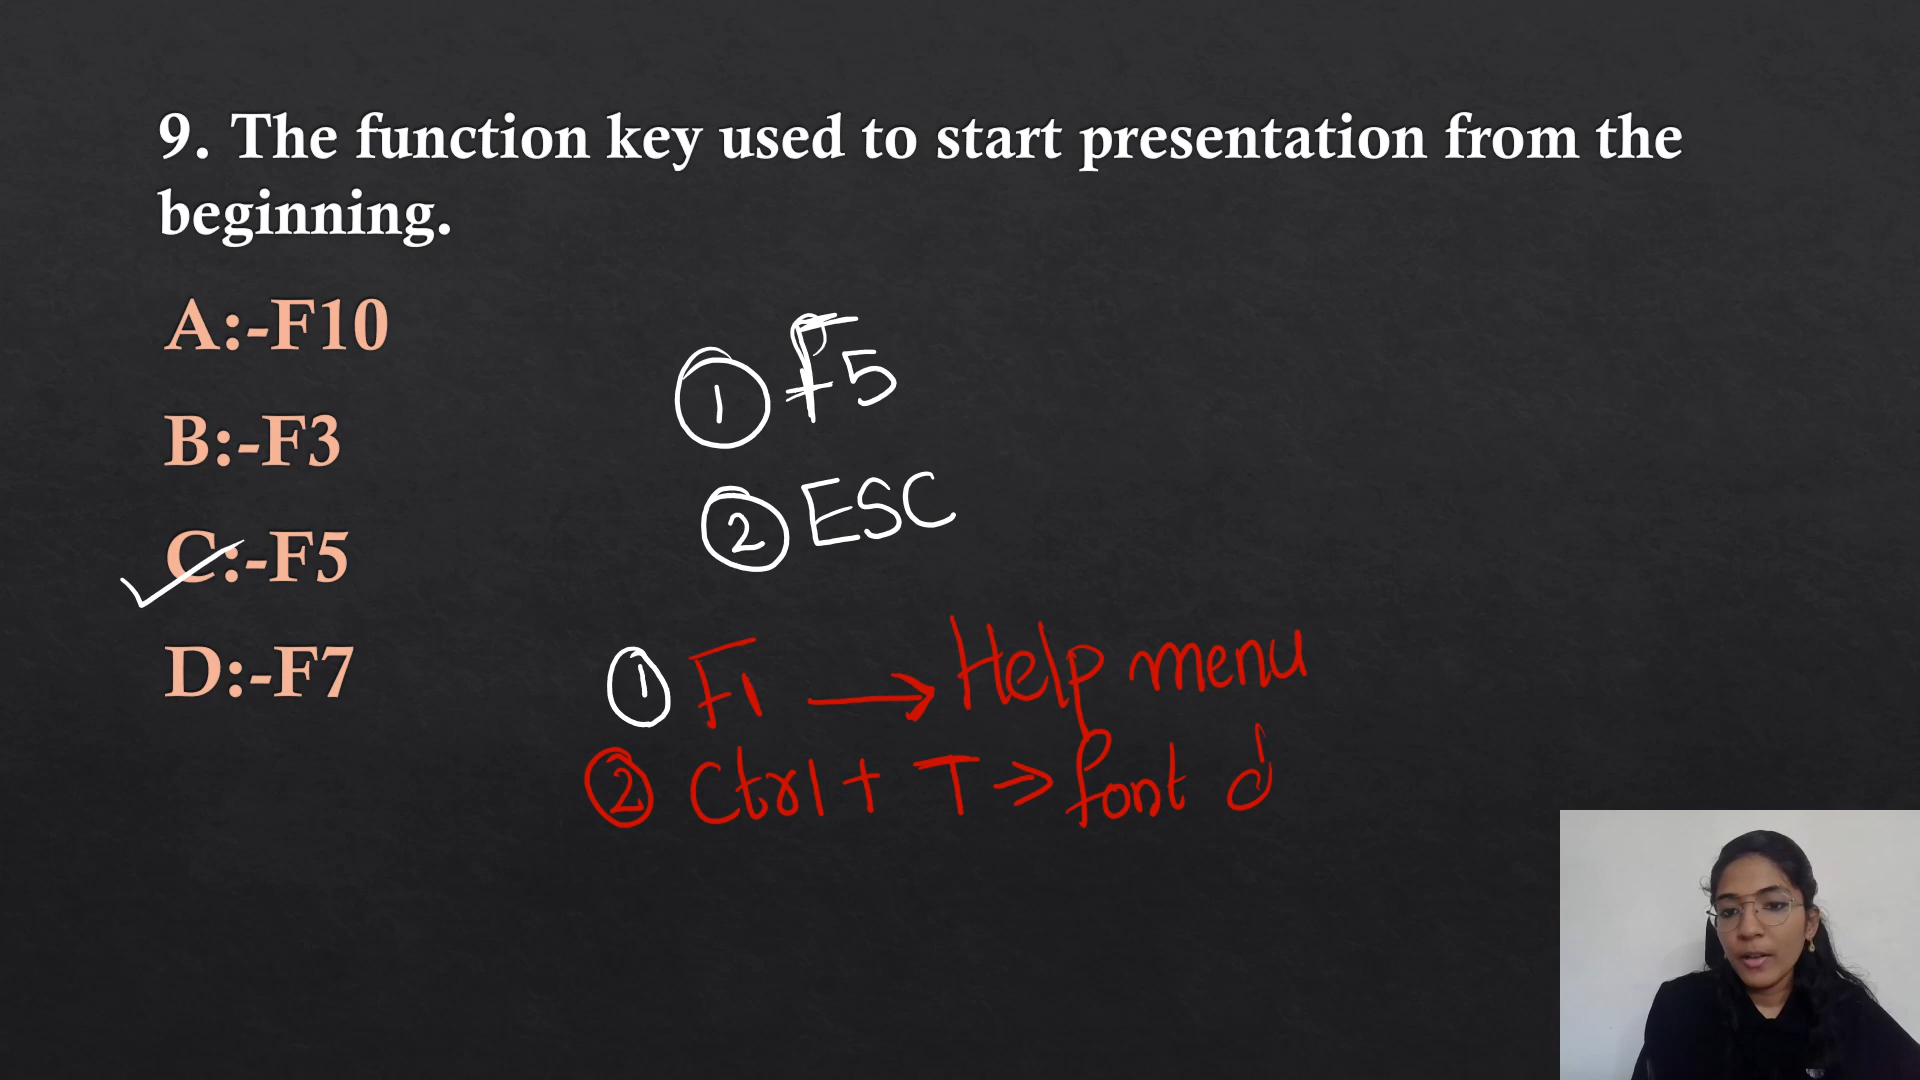 9. The function key used to start presentation from the
beginning.
A:-F10
B:-F3
C:-F5
D:-F7
1 F5
2 ESC
1 F1 → Help menu
2 Ctrl + T ⇒ font d